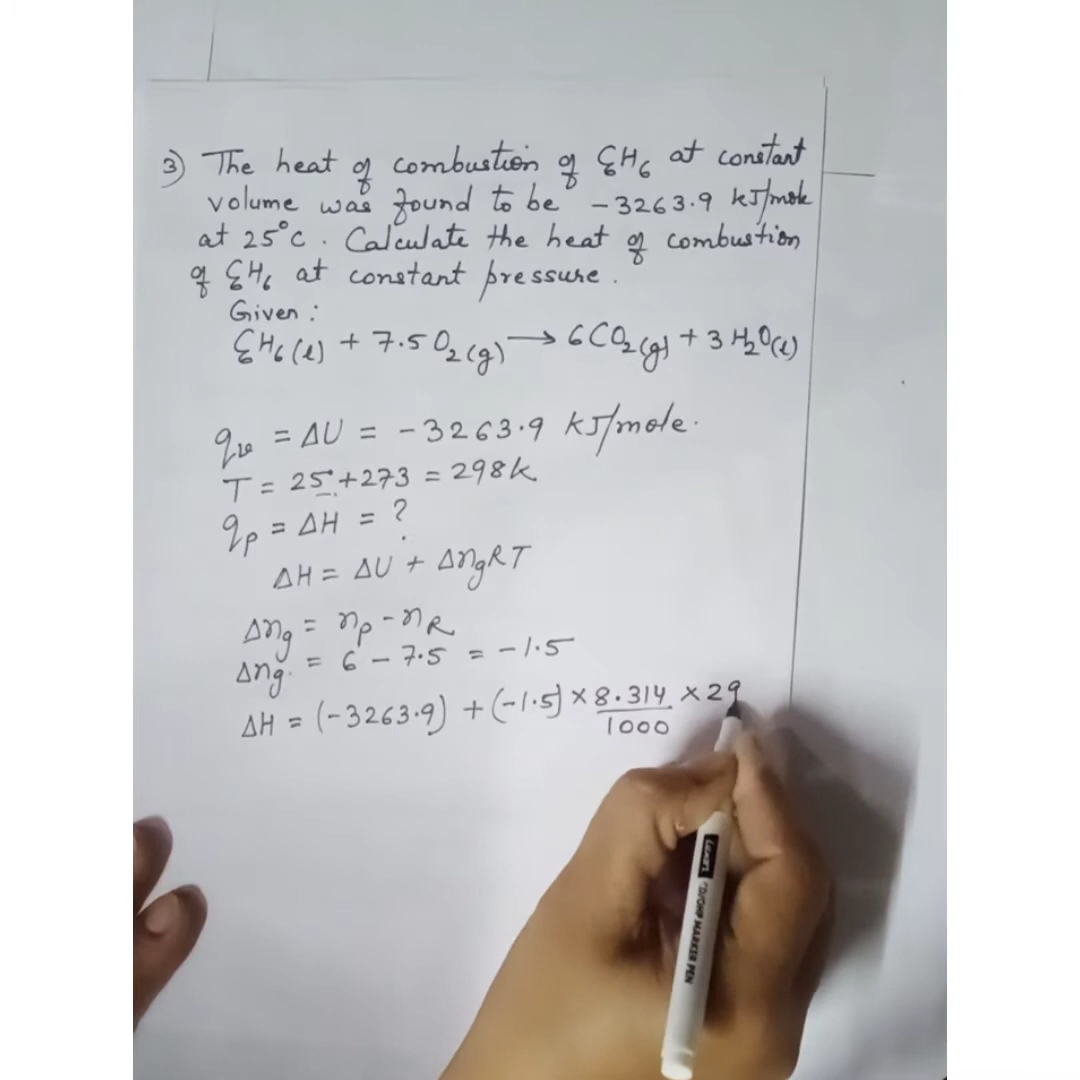 3) The heat of combustion of C6H6 at constant
volume was found to be -3263.9 kJ/mole
at 25°C. Calculate the heat of combustion
of C6H6 at constant pressure.
Given :
C6H6(l) + 7.5 O2(g) → 6CO2(g) + 3H2O(l)
qv = ΔU = -3263.9 kJ/mole.
T = 25+273 = 298k
qp = ΔH = ?
ΔH = ΔU + ΔngRT
Δng = np - nR
Δng = 6 - 7.5 = -1.5
ΔH = (-3263.9) + (-1.5) × 8.314/1000 × 29
OHP MARKER PEN